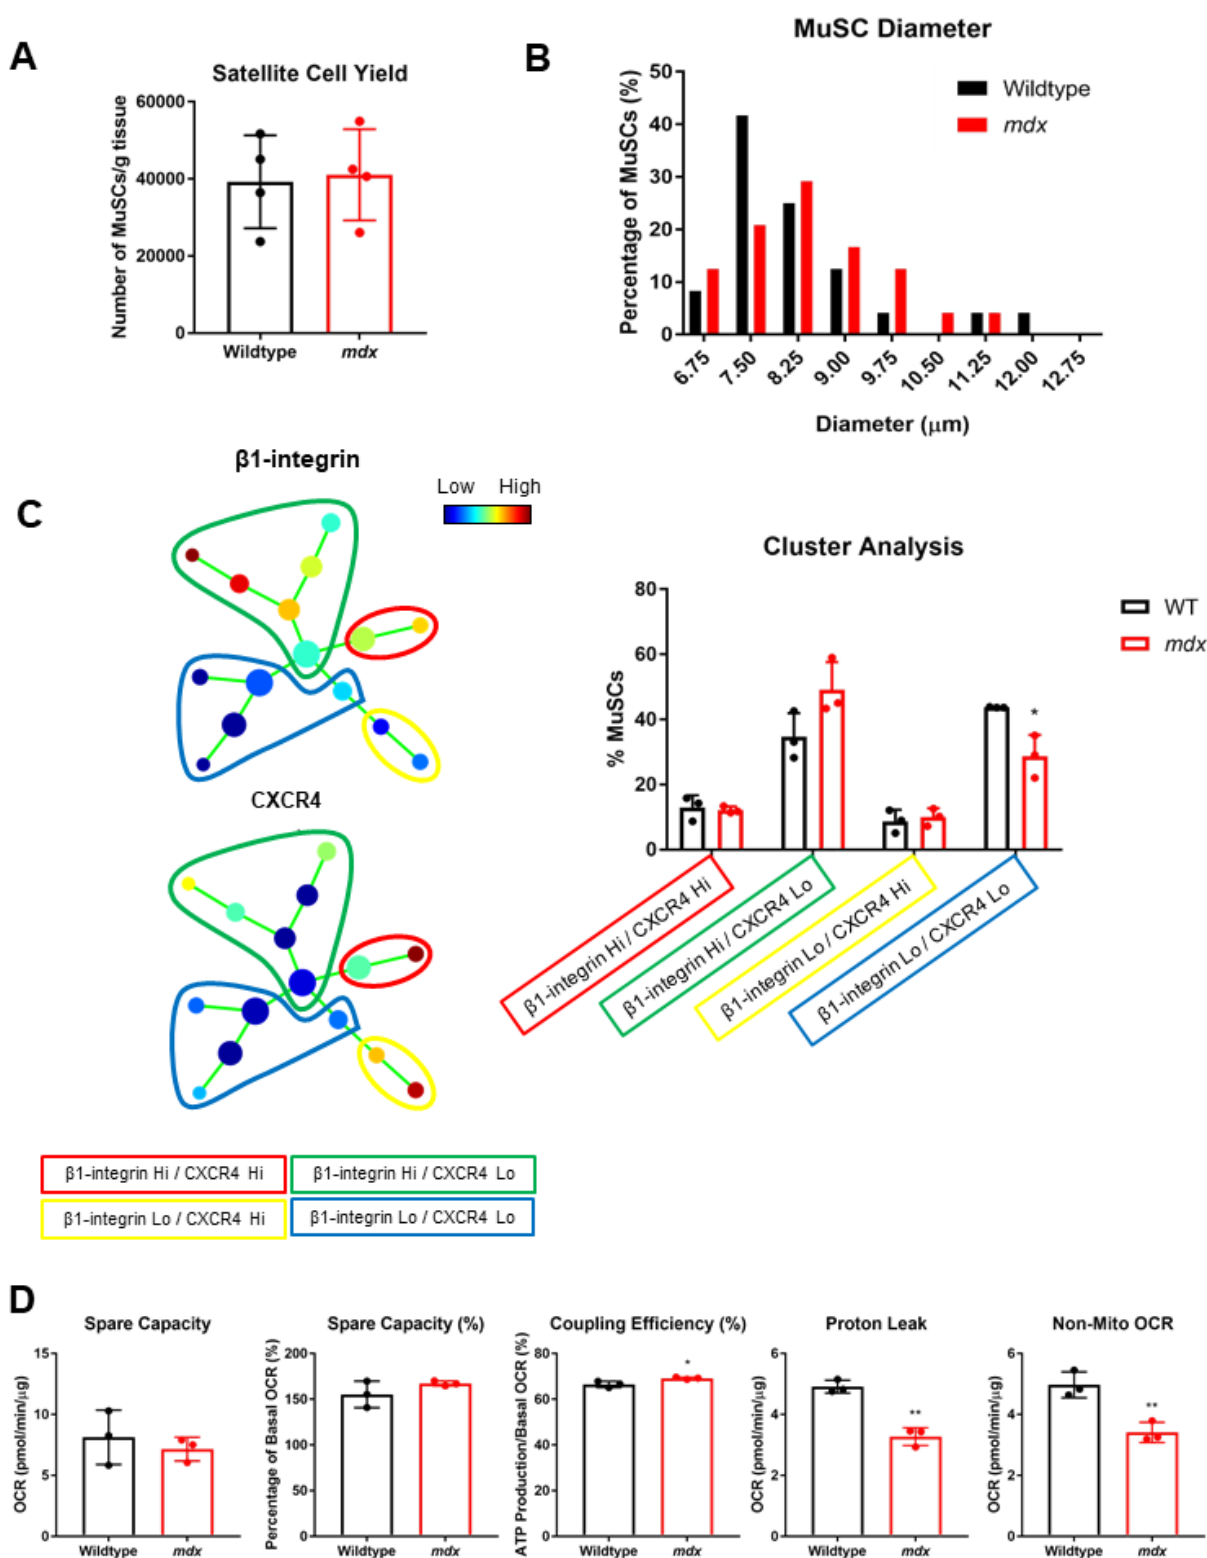 A
Satellite Cell Yield
Number of MuSCs/g tissue
60000
40000
20000
0
Wildtype
mdx
B
MuSC Diameter
Percentage of MuSCs (%)
50
40
30
20
10
0
Wildtype
mdx
6.75
7.50
8.25
9.00
9.75
10.50
11.25
12.00
12.75
Diameter (μm)
C
β1-integrin
Low High
CXCR4
Cluster Analysis
% MuSCs
80
60
40
20
0
WT
mdx
*
β1-integrin Hi / CXCR4 Hi
β1-integrin Hi / CXCR4 Lo
β1-integrin Lo / CXCR4 Hi
β1-integrin Lo / CXCR4 Lo
β1-integrin Hi / CXCR4 Hi
β1-integrin Hi / CXCR4 Lo
β1-integrin Lo / CXCR4 Hi
β1-integrin Lo / CXCR4 Lo
D
Spare Capacity
OCR (pmol/min/μg)
15
10
5
0
Wildtype
mdx
Spare Capacity (%)
Percentage of Basal OCR (%)
200
150
100
50
0
Wildtype
mdx
Coupling Efficiency (%)
ATP Production/Basal OCR (%)
80
60
40
20
0
*
Wildtype
mdx
Proton Leak
OCR (pmol/min/μg)
6
4
2
0
**
Wildtype
mdx
Non-Mito OCR
OCR (pmol/min/μg)
6
4
2
0
**
Wildtype
mdx